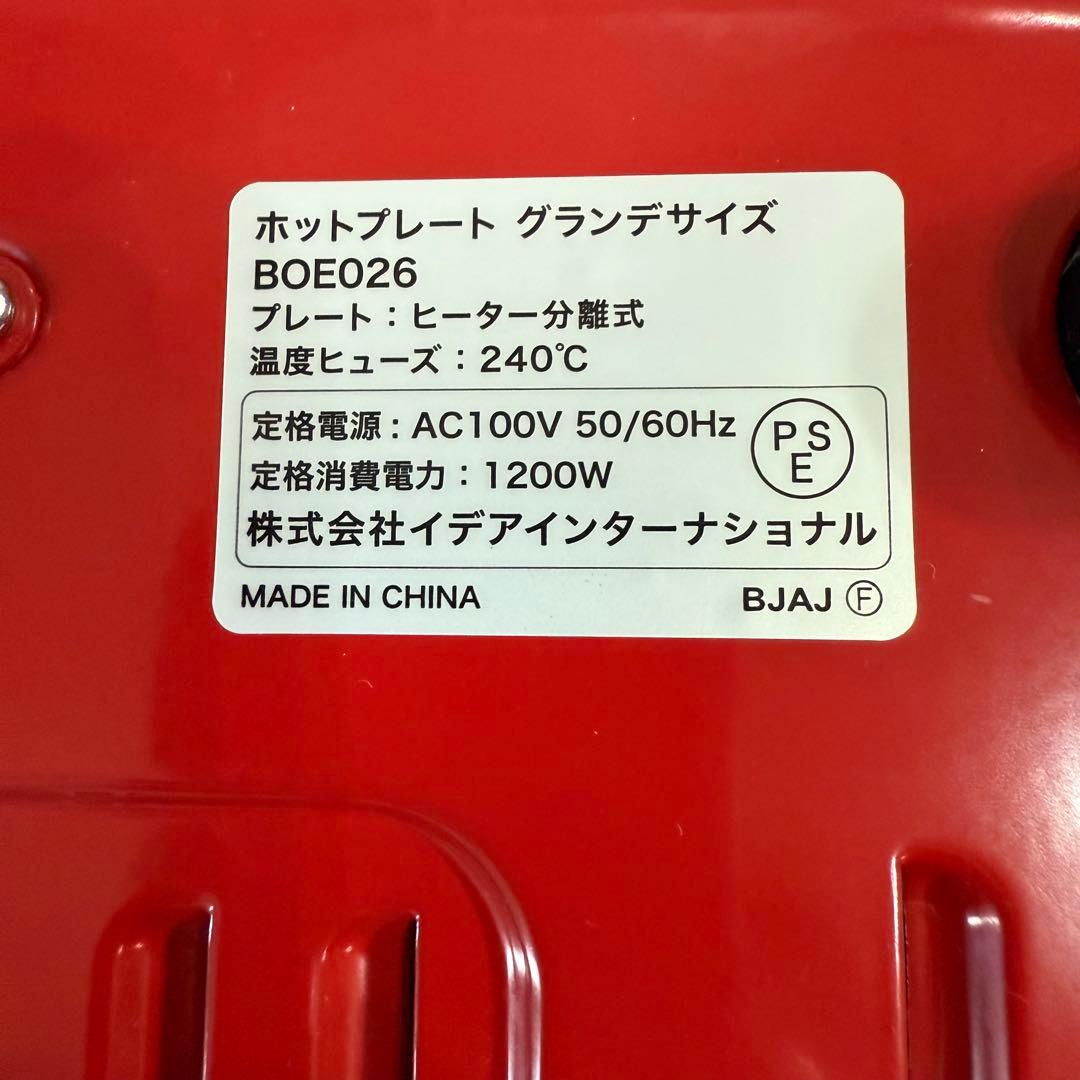 ホットプレート グランデサイズ
BOE026
プレート：ヒーター分離式
温度ヒューズ：240℃
定格電源：AC100V 50/60Hz
PSE
定格消費電力：1200W
株式会社イデアインターナショナル
MADE IN CHINA BJAJ Ⓕ